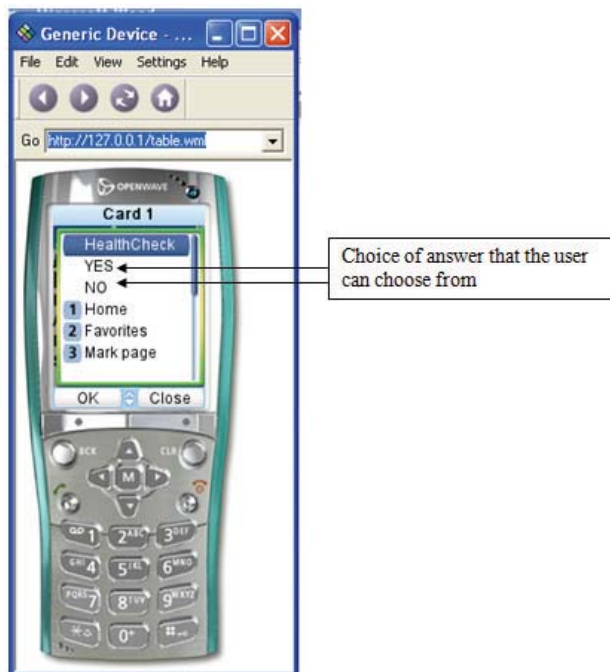 Generic Device - ...
File Edit View Settings Help
Go http://127.0.0.1/table.wml
OPENWAVE
Card 1
HealthCheck
YES
NO
1 Home
2 Favorites
3 Mark page
OK Close
Choice of answer that the user
can choose from
BCK CLR
M
1 2ABC 3DEF
GHI4 5JKL 6MNO
PQRS7 8TUV 9WXYZ
0+ #